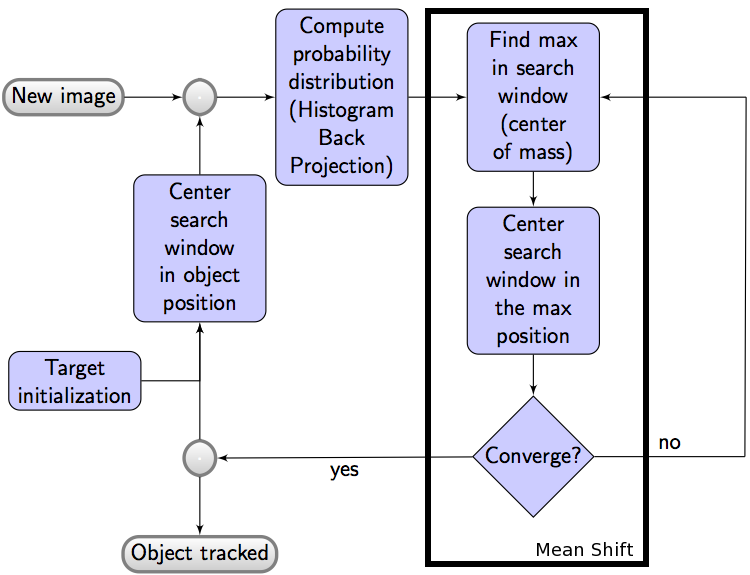 New image
Compute
probability
distribution
(Histogram
Back
Projection)
Find max
in search
window
(center
of mass)
Center
search
window
in object
position
Center
search
window in
the max
position
Target
initialization
Converge?
no
yes
Object tracked
Mean Shift